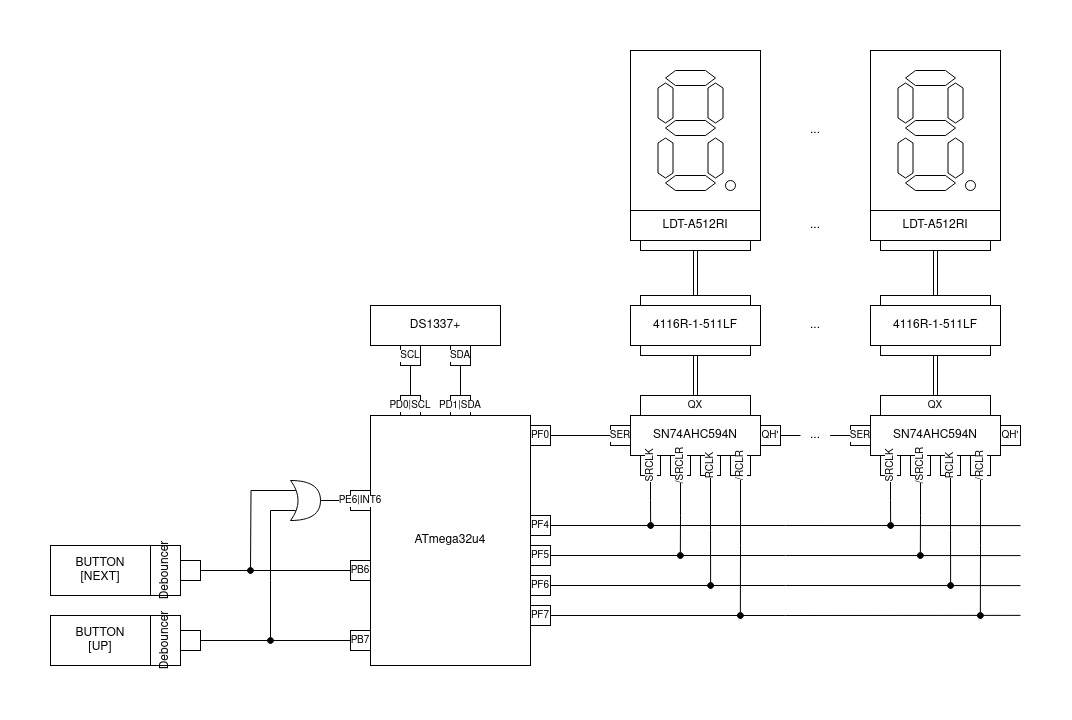 ...
LDT-A512RI
...
LDT-A512RI
DS1337+
4116R-1-511LF
...
4116R-1-511LF
SCL
SDA
PD0|SCL
PD1|SDA
QX
QX
PF0
SER
SN74AHC594N
QH'
...
SER
SN74AHC594N
QH'
SRCLK
/SRCLR
RCLK
/RCLR
SRCLK
/SRCLR
RCLK
/RCLR
PE6|INT6
PF4
ATmega32u4
PF5
BUTTON
[NEXT]
Debouncer
PB6
PF6
PF7
BUTTON
[UP]
Debouncer
PB7